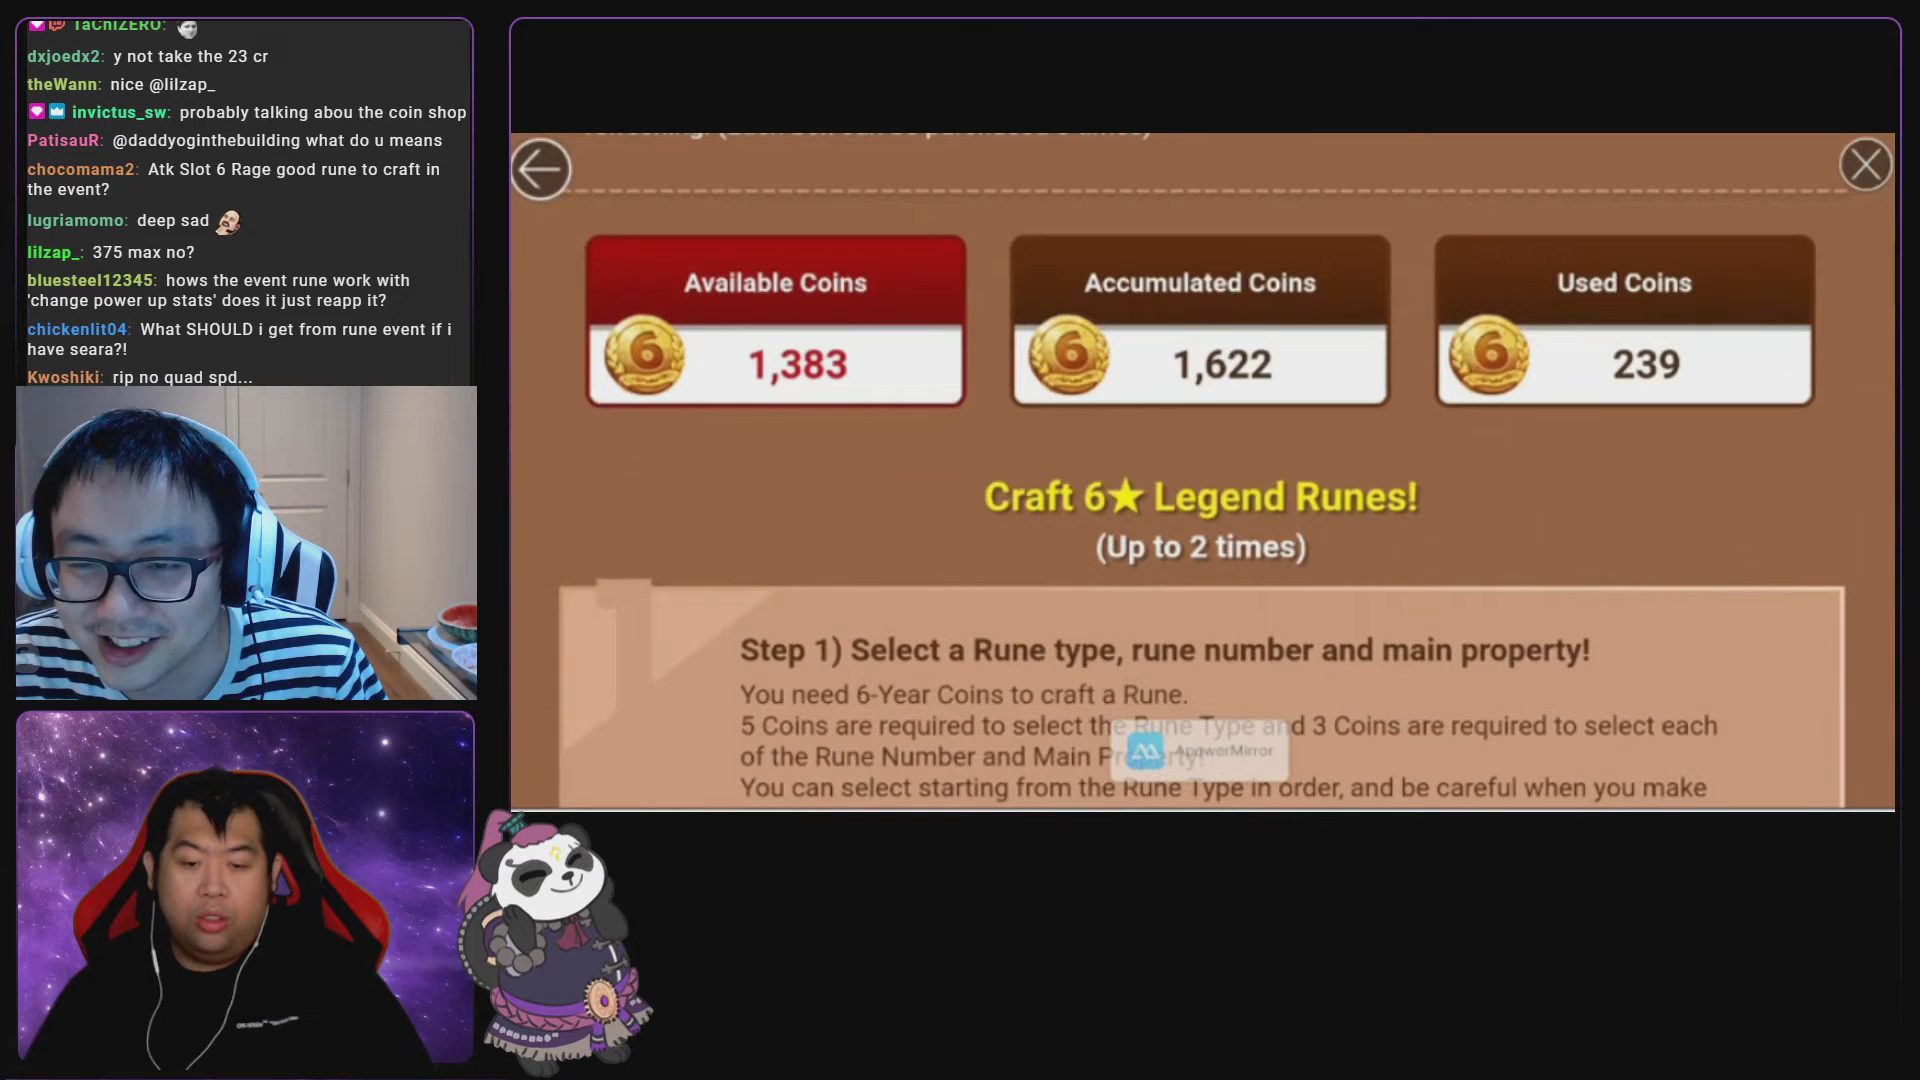 TaChiZERO:
dxjoedx2: y not take the 23 cr
theWann: nice @lilzap_
invictus_sw: probably talking abou the coin shop
PatisauR: @daddyoginthebuilding what do u means
chocomama2: Atk Slot 6 Rage good rune to craft in
the event?
lugriamomo: deep sad
lilzap_: 375 max no?
bluesteel12345: hows the event rune work with
'change power up stats' does it just reapp it?
chickenlit04: What SHOULD i get from rune event if i
have seara?!
Kwoshiki: rip no quad spd...
Available Coins
6
1,383
Accumulated Coins
6
1,622
Used Coins
6
239
Craft 6★ Legend Runes!
(Up to 2 times)
Step 1) Select a Rune type, rune number and main property!
You need 6-Year Coins to craft a Rune.
5 Coins are required to select the Rune Type and 3 Coins are required to select each
of the Rune Number and Main Property!
You can select starting from the Rune Type in order, and be careful when you make
ApowerMirror